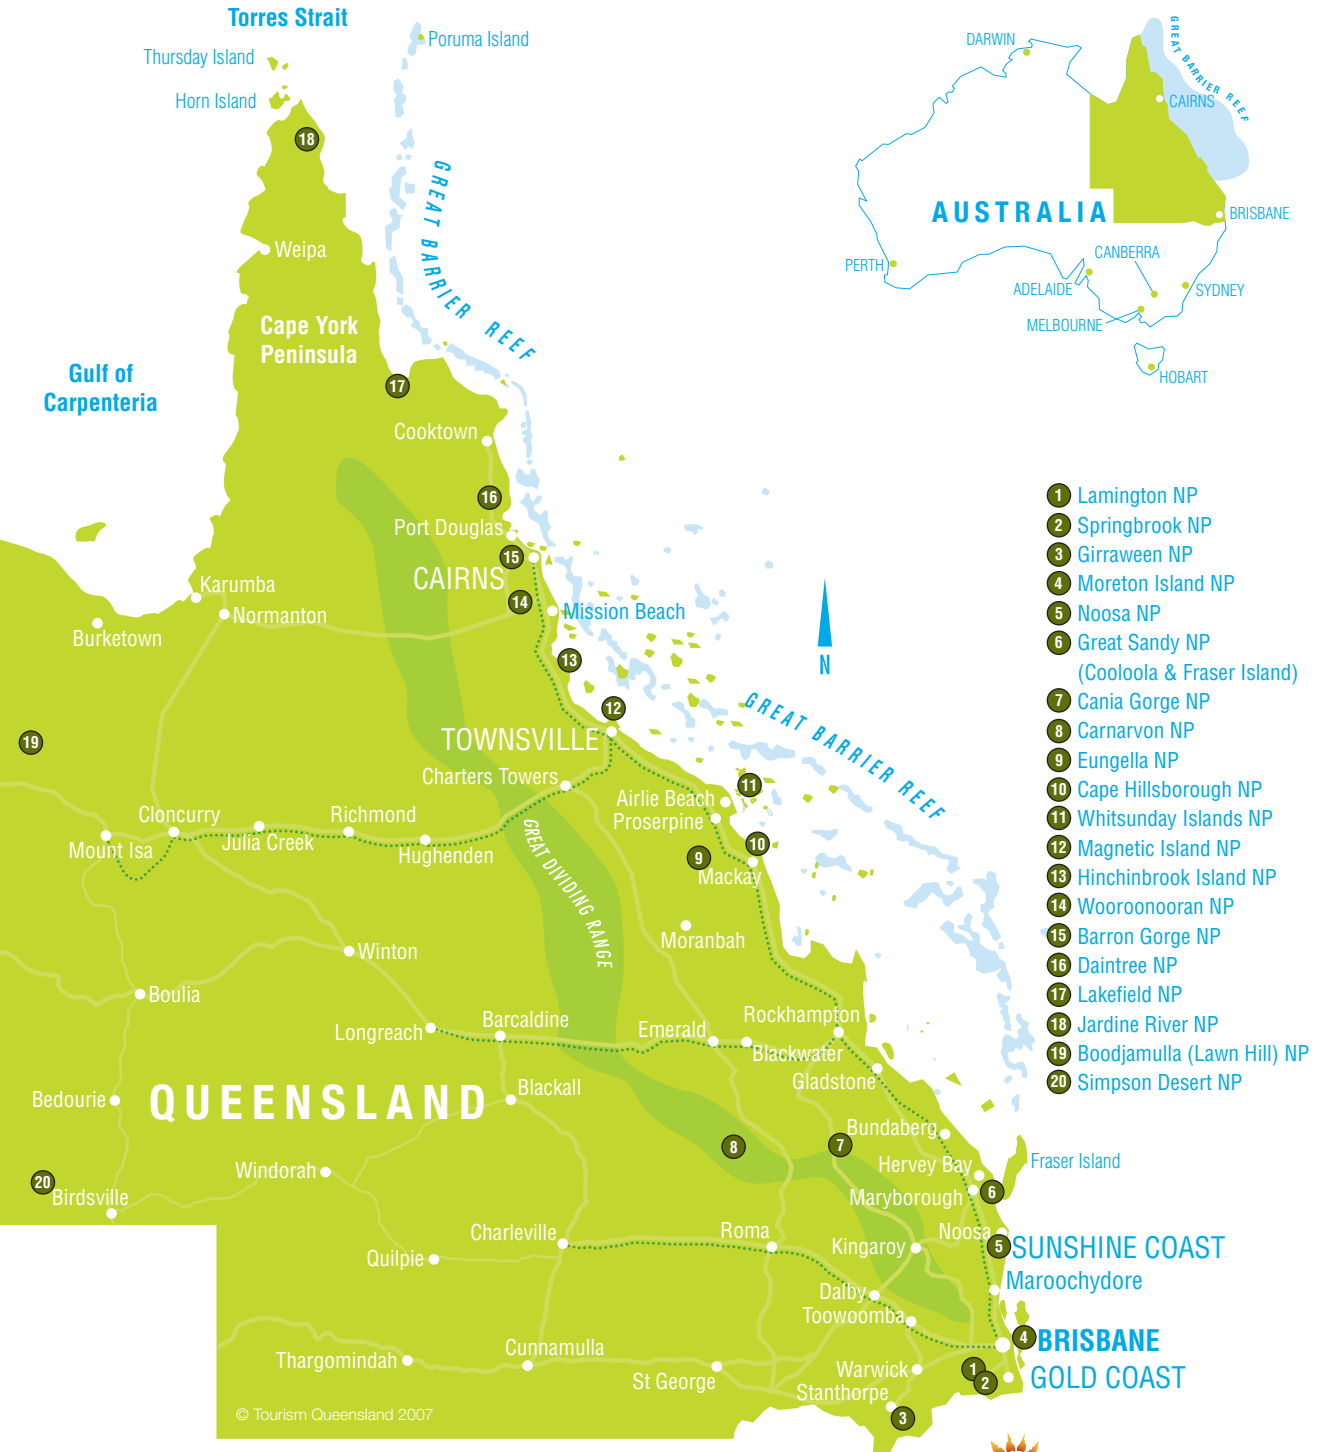 Torres Strait
Poruma Island
Thursday Island
Horn Island
18
GREAT BARRIER REEF
Weipa
Cape York
Peninsula
Gulf of
Carpenteria
17
Cooktown
16
Port Douglas
15
CAIRNS
14
Karumba
Normanton
Burketown
Mission Beach
13
12
19
TOWNSVILLE
GREAT BARRIER REEF
Charters Towers
11
Airlie Beach
Proserpine
10
9
Mackay
Cloncurry
Richmond
Mount Isa
Julia Creek
Hughenden
GREAT DIVIDING RANGE
Moranbah
Winton
Boulia
Longreach
Barcaldine
Emerald
Rockhampton
Blackwater
Gladstone
Blackall
Bedourie
QUEENSLAND
8
7
Bundaberg
Hervey Bay
Fraser Island
Windorah
20
Birdsville
Maryborough
6
Charleville
Roma
Noosa
Kingaroy
5
SUNSHINE COAST
Quilpie
Maroochydore
Dalby
Toowoomba
4
BRISBANE
Cunnamulla
Thargomindah
St George
Warwick
1
2
GOLD COAST
Stanthorpe
3
© Tourism Queensland 2007
N
DARWIN
GREAT BARRIER REEF
CAIRNS
AUSTRALIA
BRISBANE
CANBERRA
PERTH
ADELAIDE
SYDNEY
MELBOURNE
HOBART
1 Lamington NP
2 Springbrook NP
3 Girraween NP
4 Moreton Island NP
5 Noosa NP
6 Great Sandy NP
(Cooloola & Fraser Island)
7 Cania Gorge NP
8 Carnarvon NP
9 Eungella NP
10 Cape Hillsborough NP
11 Whitsunday Islands NP
12 Magnetic Island NP
13 Hinchinbrook Island NP
14 Wooroonooran NP
15 Barron Gorge NP
16 Daintree NP
17 Lakefield NP
18 Jardine River NP
19 Boodjamulla (Lawn Hill) NP
20 Simpson Desert NP